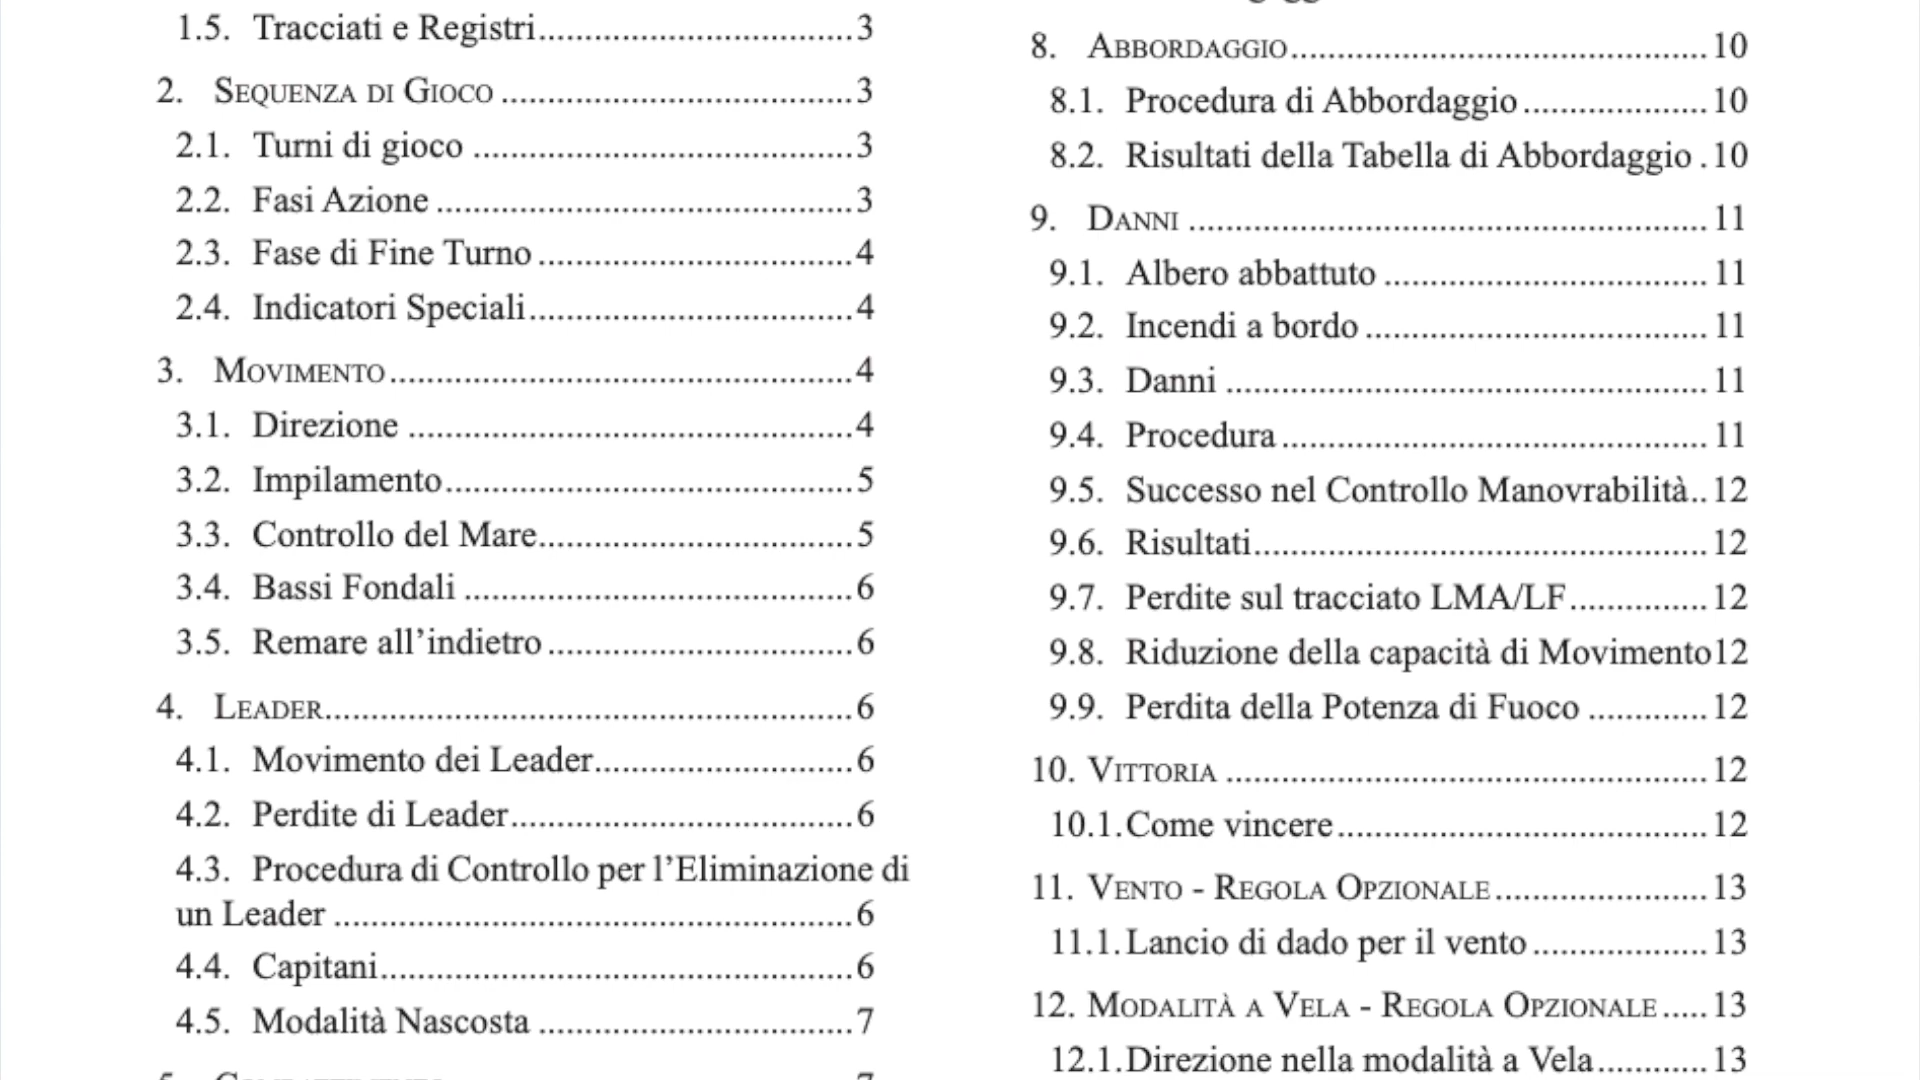 1.5. Tracciati e Registri..................................3
2. Sequenza di Gioco......................................3
2.1. Turni di gioco.........................................3
2.2. Fasi Azione.............................................3
2.3. Fase di Fine Turno..................................4
2.4. Indicatori Speciali...................................4
3. Movimento..................................................4
3.1. Direzione................................................4
3.2. Impilamento............................................5
3.3. Controllo del Mare..................................5
3.4. Bassi Fondali..........................................6
3.5. Remare all’indietro.................................6
4. Leader.........................................................6
4.1. Movimento dei Leader............................6
4.2. Perdite di Leader.....................................6
4.3. Procedura di Controllo per l’Eliminazione di
un Leader........................................................6
4.4. Capitani...................................................6
4.5. Modalità Nascosta..................................7
8. Abbordaggio.............................................10
8.1. Procedura di Abbordaggio....................10
8.2. Risultati della Tabella di Abbordaggio.10
9. Danni........................................................11
9.1. Albero abbattuto...................................11
9.2. Incendi a bordo.....................................11
9.3. Danni....................................................11
9.4. Procedura..............................................11
9.5. Successo nel Controllo Manovrabilità..12
9.6. Risultati.................................................12
9.7. Perdite sul tracciato LMA/LF...............12
9.8. Riduzione della capacità di Movimento12
9.9. Perdita della Potenza di Fuoco.............12
10. Vittoria....................................................12
10.1. Come vincere........................................12
11. Vento - Regola Opzionale.......................13
11.1. Lancio di dado per il vento...................13
12. Modalità a Vela - Regola Opzionale.....13
12.1. Direzione nella modalità a Vela............13